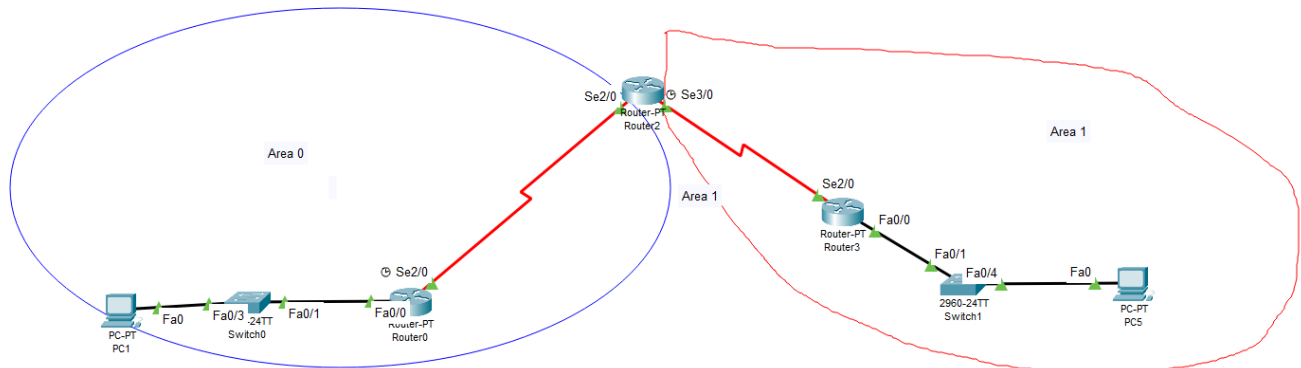 Se2/0
Se3/0
Router-PT
Router2
Area 0
Area 1
Area 1
Se2/0
Fa0/0
Router-PT
Router3
Fa0/1
Fa0/4
Fa0
2960-24TT
Switch1
PC-PT
PC5
Se2/0
Fa0
Fa0/3
Fa0/1
Fa0/0
PC-PT
PC1
-24TT
Switch0
Router-PT
Router0